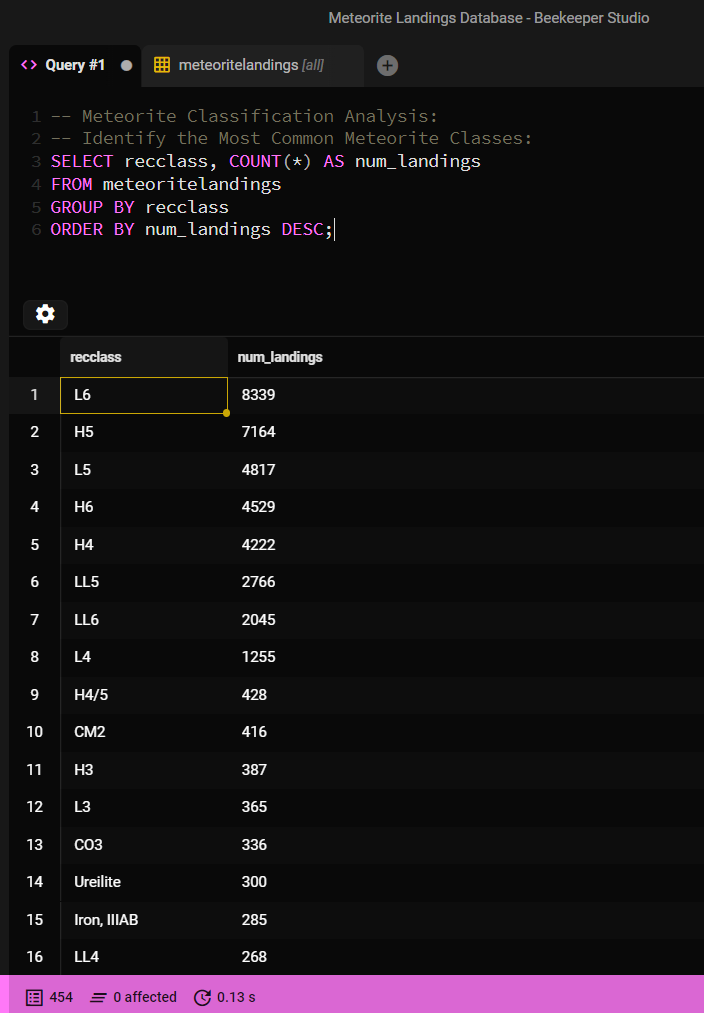 Meteorite Landings Database - Beekeeper Studio
<> Query #1 meteoritelandings [all]
1 -- Meteorite Classification Analysis:
2 -- Identify the Most Common Meteorite Classes:
3 SELECT recclass, COUNT(*) AS num_landings
4 FROM meteoritelandings
5 GROUP BY recclass
6 ORDER BY num_landings DESC;
recclass num_landings
1 L6 8339
2 H5 7164
3 L5 4817
4 H6 4529
5 H4 4222
6 LL5 2766
7 LL6 2045
8 L4 1255
9 H4/5 428
10 CM2 416
11 H3 387
12 L3 365
13 CO3 336
14 Ureilite 300
15 Iron, IIIAB 285
16 LL4 268
454 0 affected 0.13 s